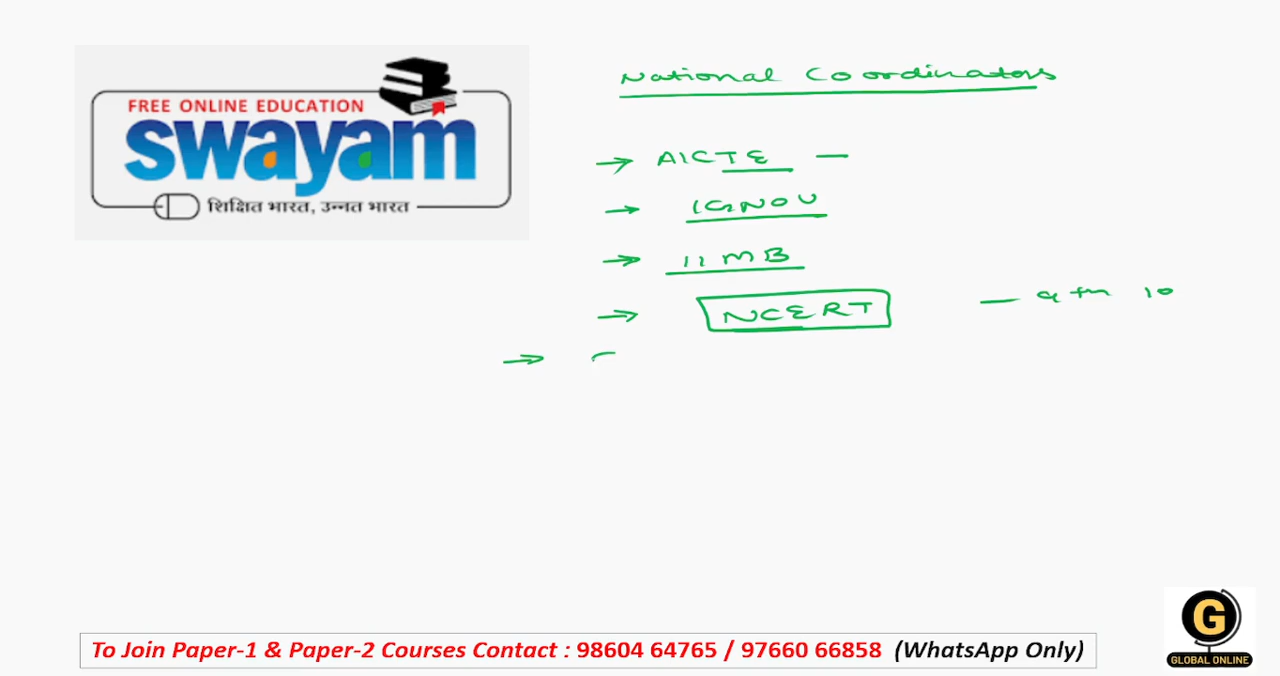 FREE ONLINE EDUCATION
swayam
शिक्षित भारत, उन्नत भारत
National Coordinators
→ AICTE —
→ IGNOU
→ IIMB
→ NCERT — 9th 10
→
To Join Paper-1 & Paper-2 Courses Contact : 98604 64765 / 97660 66858 (WhatsApp Only)
G
GLOBAL ONLINE